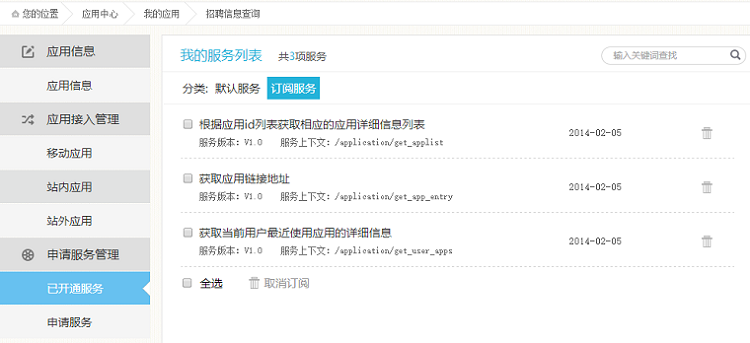 您的位置 应用中心 我的应用 招聘信息查询
应用信息
应用信息
应用接入管理
移动应用
站内应用
站外应用
申请服务管理
已开通服务
申请服务
我的服务列表 共3项服务
输入关键词查找
分类: 默认服务 订阅服务
根据应用id列表获取相应的应用详细信息列表
服务版本: V1.0 服务上下文: /application/get_applist
2014-02-05
获取应用链接地址
服务版本: V1.0 服务上下文: /application/get_app_entry
2014-02-05
获取当前用户最近使用应用的详细信息
服务版本: V1.0 服务上下文: /application/get_user_apps
2014-02-05
全选 取消订阅